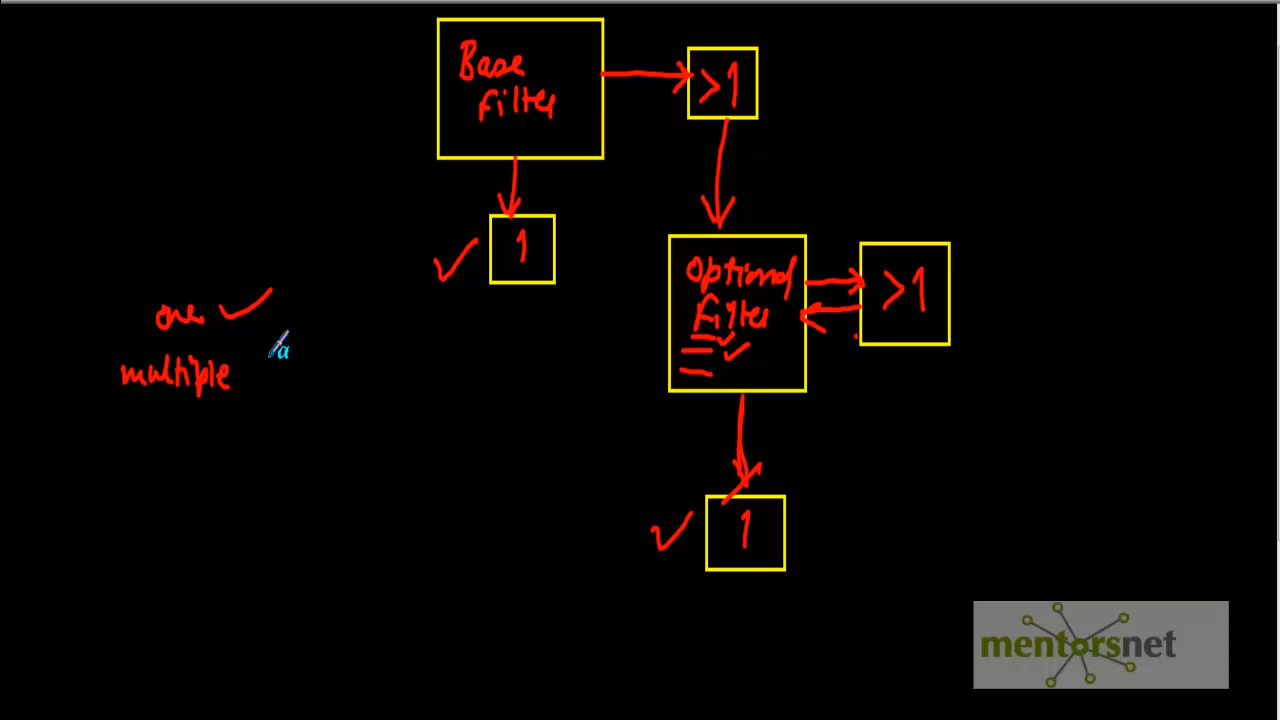 Base
Filter
>1
1
Optional
Filter
>1
one
multiple
a
1
mentorsnet